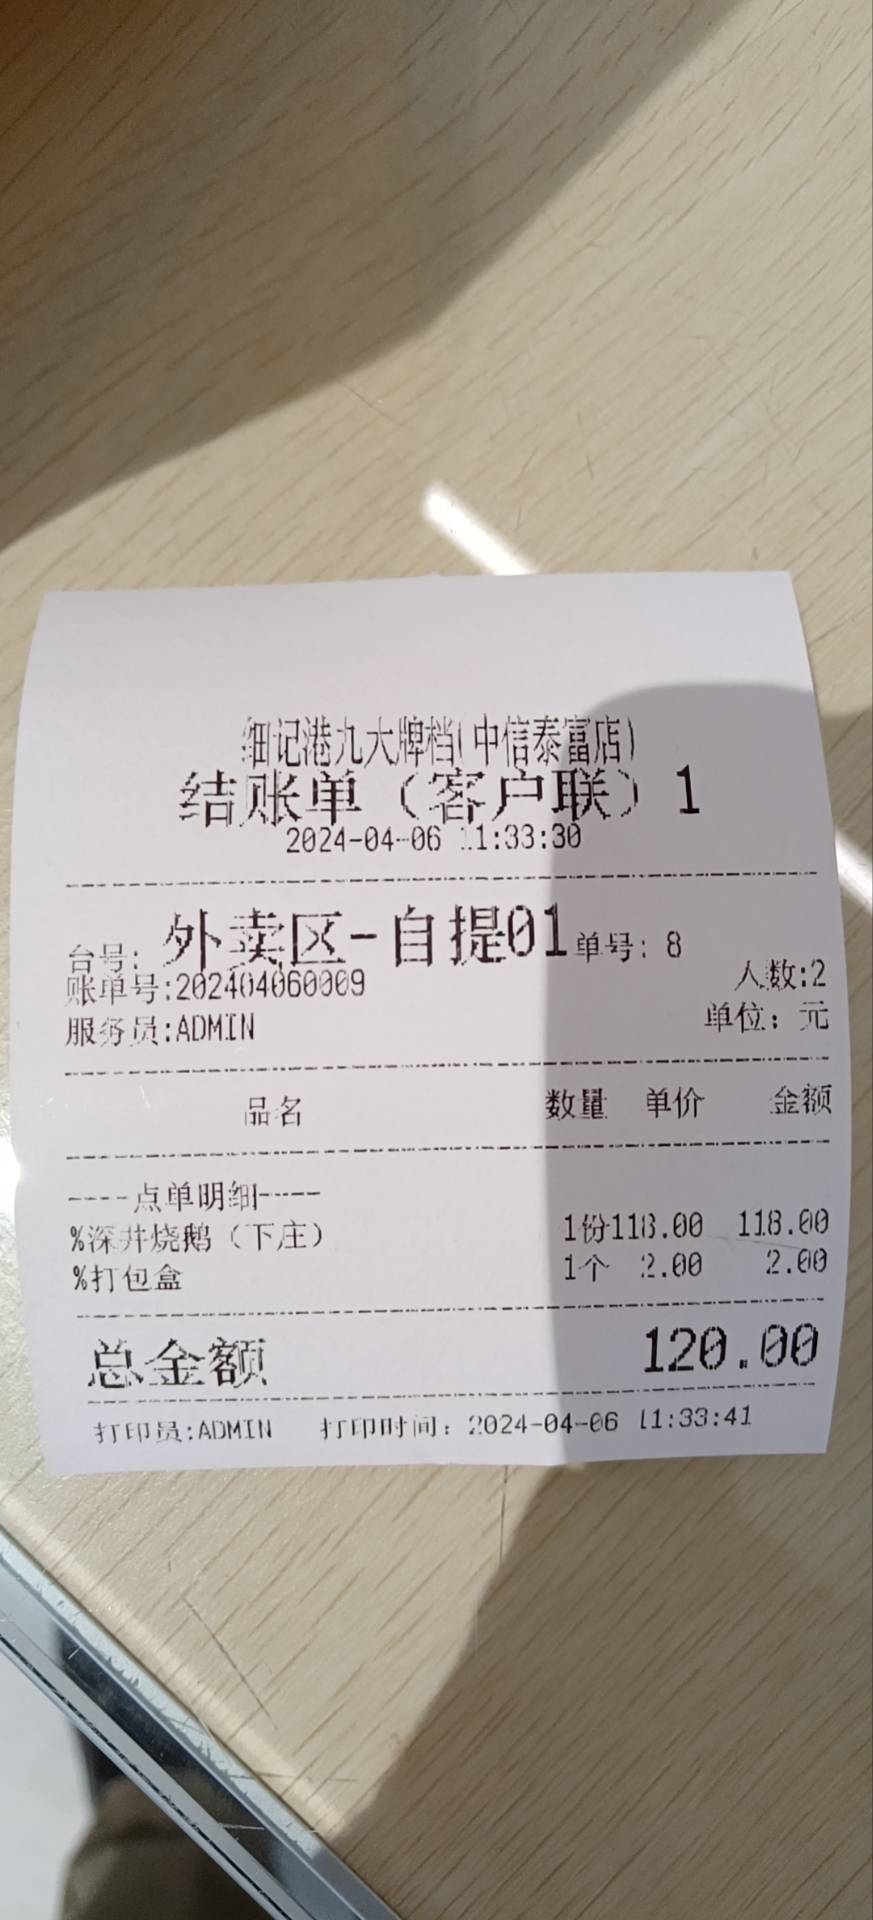 细记港九大牌档(中信泰富店)
结账单（客户联）1
2024-04-06 11:33:30
台号: 外卖区-自提01 单号: 8
账单号:202404060009 人数:2
服务员:ADMIN 单位: 元
品名 数量 单价 金额
----点单明细----
%深井烧鹅（下庄） 1份118.00 118.00
%打包盒 1个 2.00 2.00
总金额 120.00
打印员:ADMIN 打印时间: 2024-04-06 11:33:41